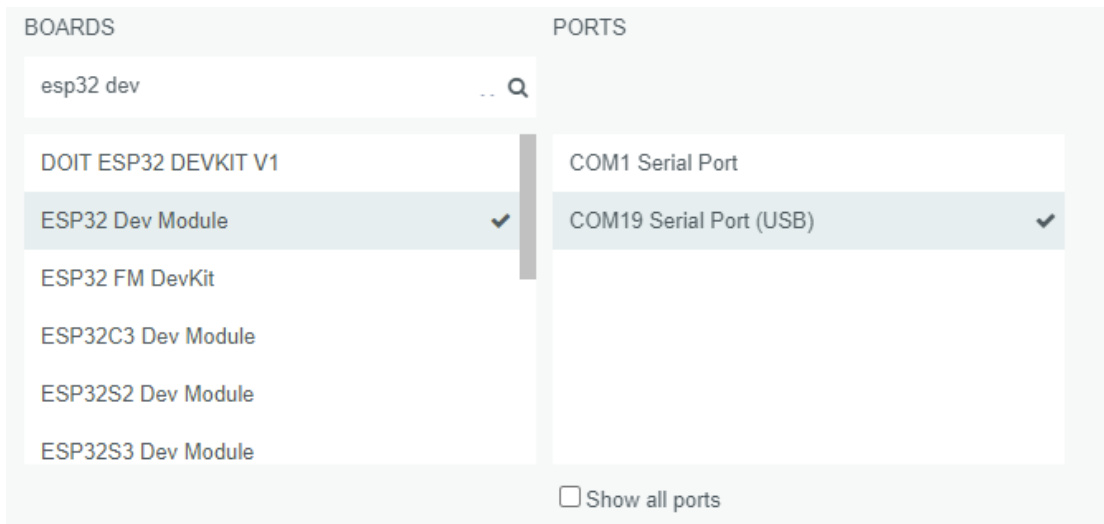 BOARDS
PORTS
esp32 dev
DOIT ESP32 DEVKIT V1
ESP32 Dev Module
ESP32 FM DevKit
ESP32C3 Dev Module
ESP32S2 Dev Module
ESP32S3 Dev Module
COM1 Serial Port
COM19 Serial Port (USB)
Show all ports